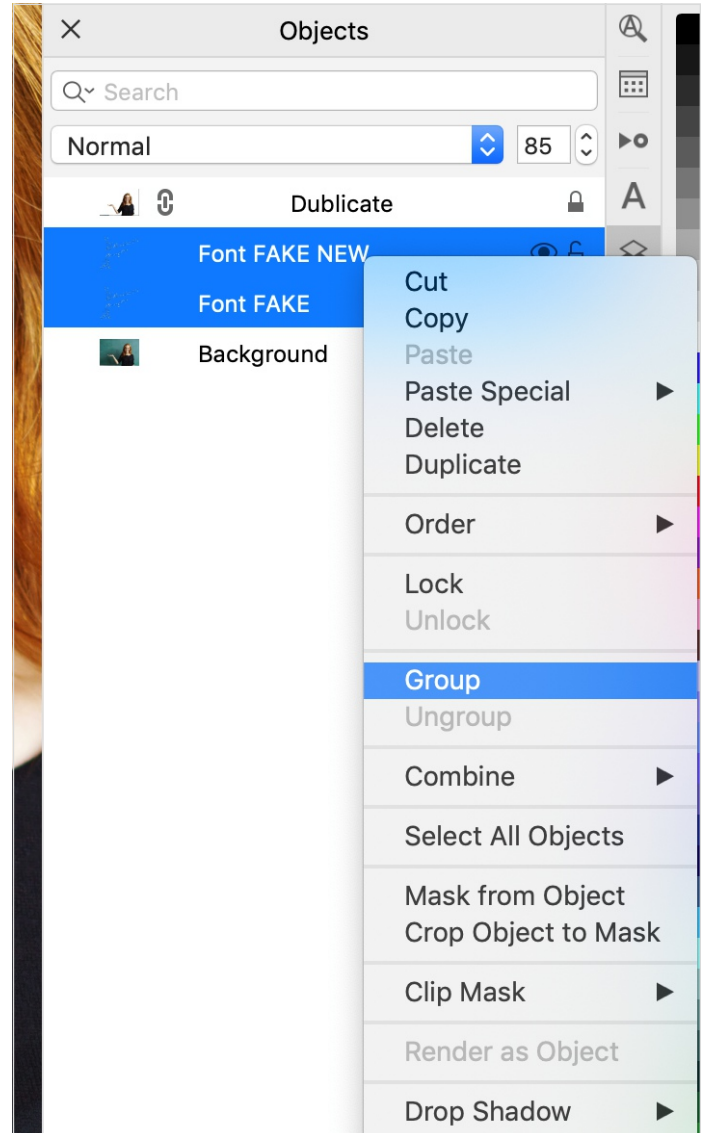 Objects
Search
Normal 85
Dublicate
Font FAKE NEW
Font FAKE
Background
A
Cut
Copy
Paste
Paste Special
Delete
Duplicate
Order
Lock
Unlock
Group
Ungroup
Combine
Select All Objects
Mask from Object
Crop Object to Mask
Clip Mask
Render as Object
Drop Shadow